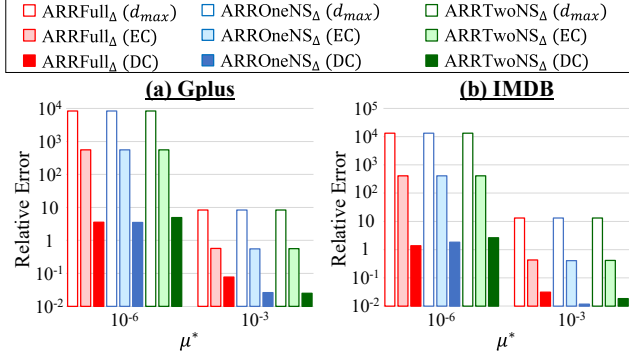 ARRFull_Δ (d_max) ARROneNS_Δ (d_max) ARRTwoNS_Δ (d_max)
ARRFull_Δ (EC) ARROneNS_Δ (EC) ARRTwoNS_Δ (EC)
ARRFull_Δ (DC) ARROneNS_Δ (DC) ARRTwoNS_Δ (DC)
(a) Gplus
Relative Error
10^4
10^3
10^2
10
1
10^-1
10^-2
10^-6 10^-3
μ*
(b) IMDB
Relative Error
10^5
10^4
10^3
10^2
10
1
10^-1
10^-2
10^-6 10^-3
μ*